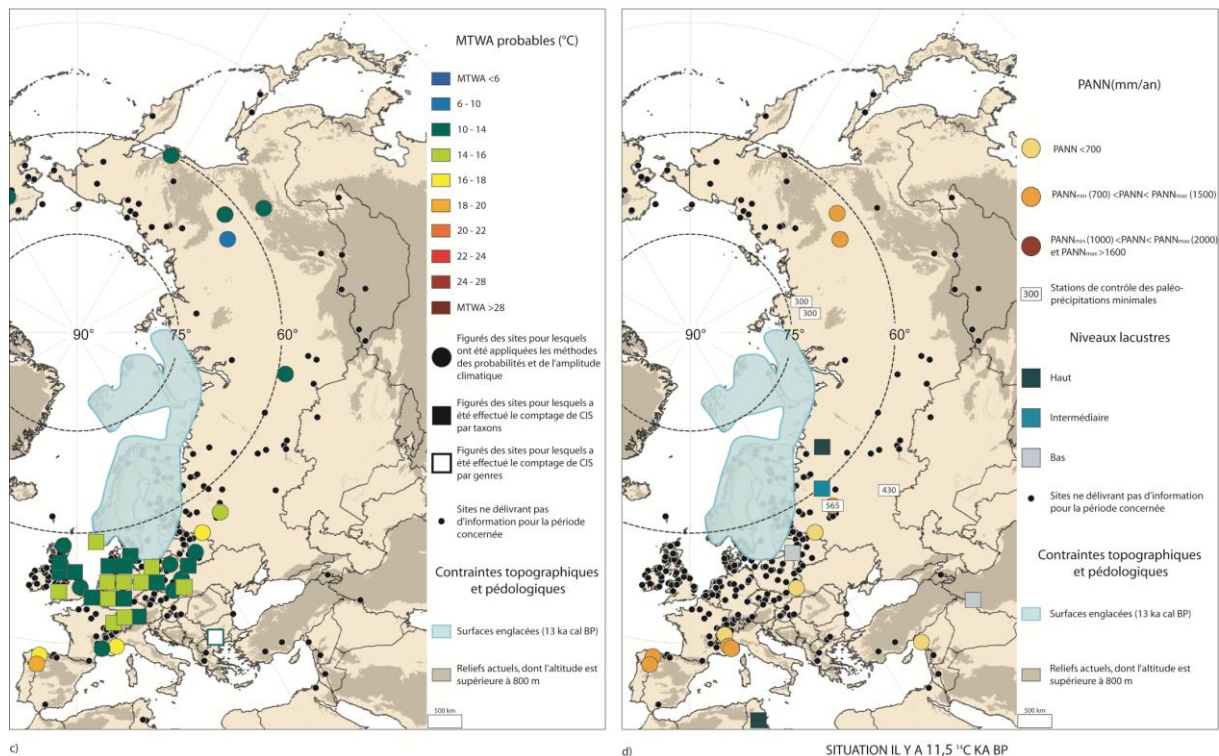 MTWA probables (°C)
MTWA <6
6 - 10
10 - 14
14 - 16
16 - 18
18 - 20
20 - 22
22 - 24
24 - 28
MTWA >28
Figurés des sites pour lesquels
ont été appliquées les méthodes
des probabilités et de l'amplitude
climatique
Figurés des sites pour lesquels a
été effectué le comptage de CIS
par taxons
Figurés des sites pour lesquels a
été effectué le comptage de CIS
par genres
Sites ne délivrant pas
d'information pour la période
concernée
Contraintes topographiques
et pédologiques
Surfaces englacées (13 ka cal BP)
Reliefs actuels, dont l'altitude est
supérieure à 800 m
500 km
90°
75°
60°
c)
PANN(mm/an)
PANN <700
PANNmin (700) <PANN< PANNmax (1500)
PANNmin (1000) <PANN< PANNmax (2000)
et PANNmax >1600
300
Stations de contrôle des paléo-
précipitations minimales
Niveaux lacustres
Haut
Intermédiaire
Bas
Sites ne délivrant pas d'information
pour la période concernée
Contraintes topographiques
et pédologiques
Surfaces englacées (13 ka cal BP)
Reliefs actuels, dont l'altitude est
supérieure à 800 m
500 km
300
300
90°
75°
60°
430
565
d)
SITUATION IL Y A 11,5 ¹⁴C KA BP